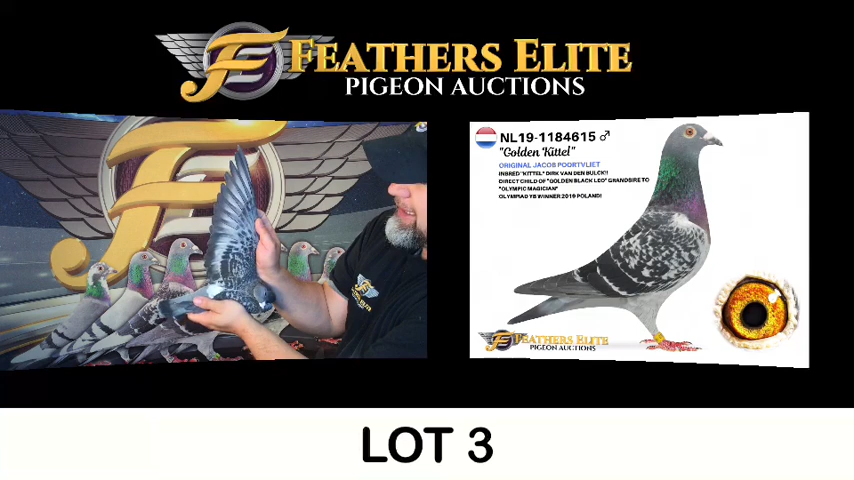 FEATHERS ELITE
PIGEON AUCTIONS
NL19-1184615 ♂
"Golden Kittel"
ORIGINAL JACOB POORTVLIET
INBRED "KITTEL" DIRK VAN DEN BULCK!!
DIRECT CHILD OF "GOLDEN BLACK LEO" GRANDSIRE TO
"OLYMPIC MAGICIAN"
OLYMPIAD YB WINNER 2019 POLAND!
FEATHERS ELITE
PIGEON AUCTIONS
LOT 3